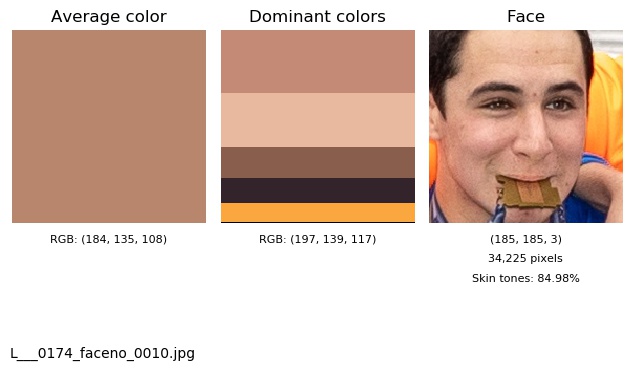 Average color
Dominant colors
Face
RGB: (184, 135, 108)
RGB: (197, 139, 117)
(185, 185, 3)
34,225 pixels
Skin tones: 84.98%
L___0174_faceno_0010.jpg